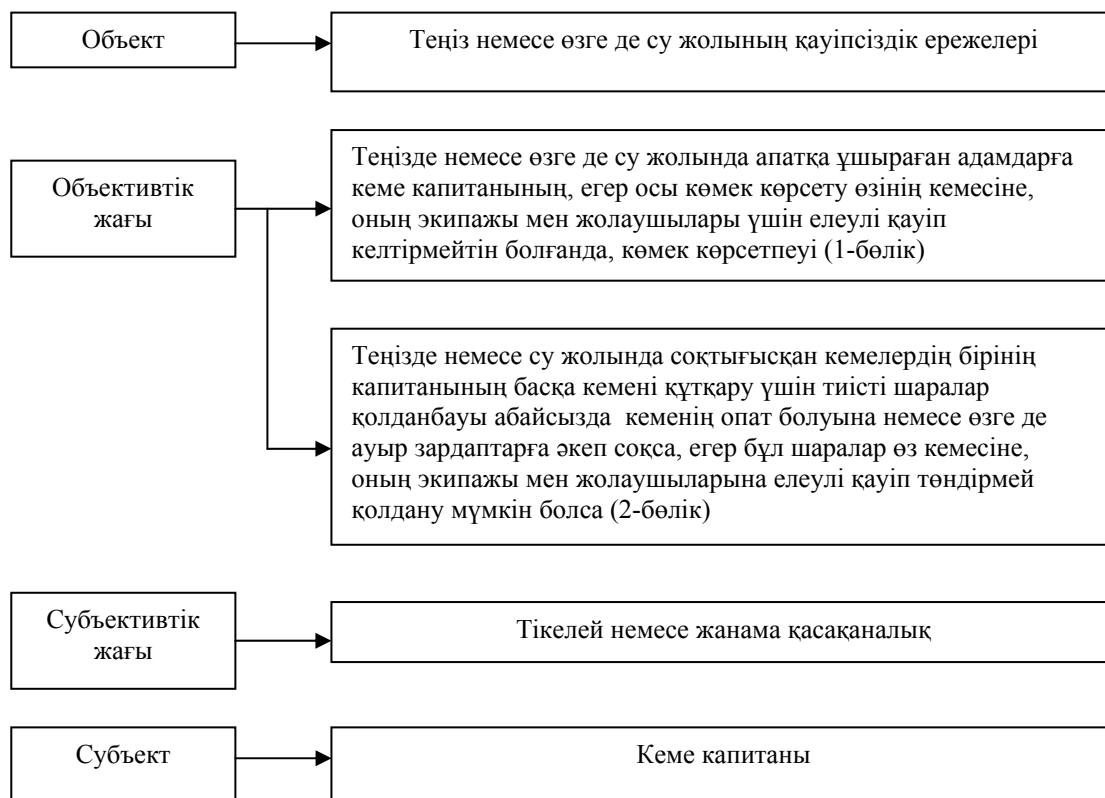 Объект
Теңіз немесе өзге де су жолының қауіпсіздік ережелері
Объективтік
жағы
Теңізде немесе өзге де су жолында апатқа ұшыраған адамдарға
кеме капитанының, егер осы көмек көрсету өзінің кемесіне,
оның экипажы мен жолаушылары үшін елеулі қауіп
келтірмейтін болғанда, көмек көрсетпеуі (1-бөлік)
Теңізде немесе су жолында соқтығысқан кемелердің бірінің
капитанының басқа кемені құтқару үшін тиісті шаралар
қолданбауы абайсызда кеменің опат болуына немесе өзге де
ауыр зардаптарға әкеп соқса, егер бұл шаралар өз кемесіне,
оның экипажы мен жолаушыларына елеулі қауіп төндірмей
қолдану мүмкін болса (2-бөлік)
Субъективтік
жағы
Тікелей немесе жанама қасақаналық
Субъект
Кеме капитаны